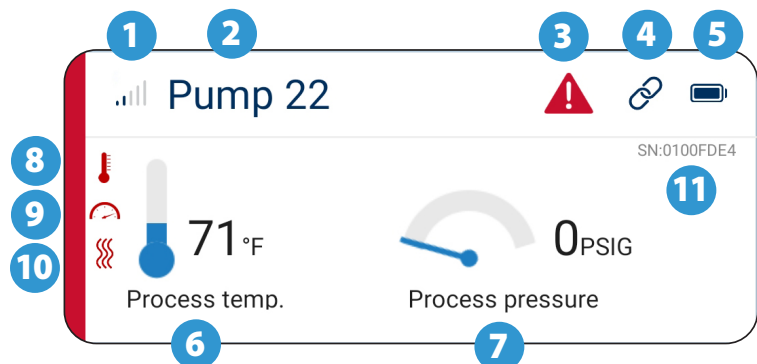 1 2 3 4 5
Pump 22
SN:0100FDE4
8 11
9 71°F 0PSIG
10
Process temp. Process pressure
6 7